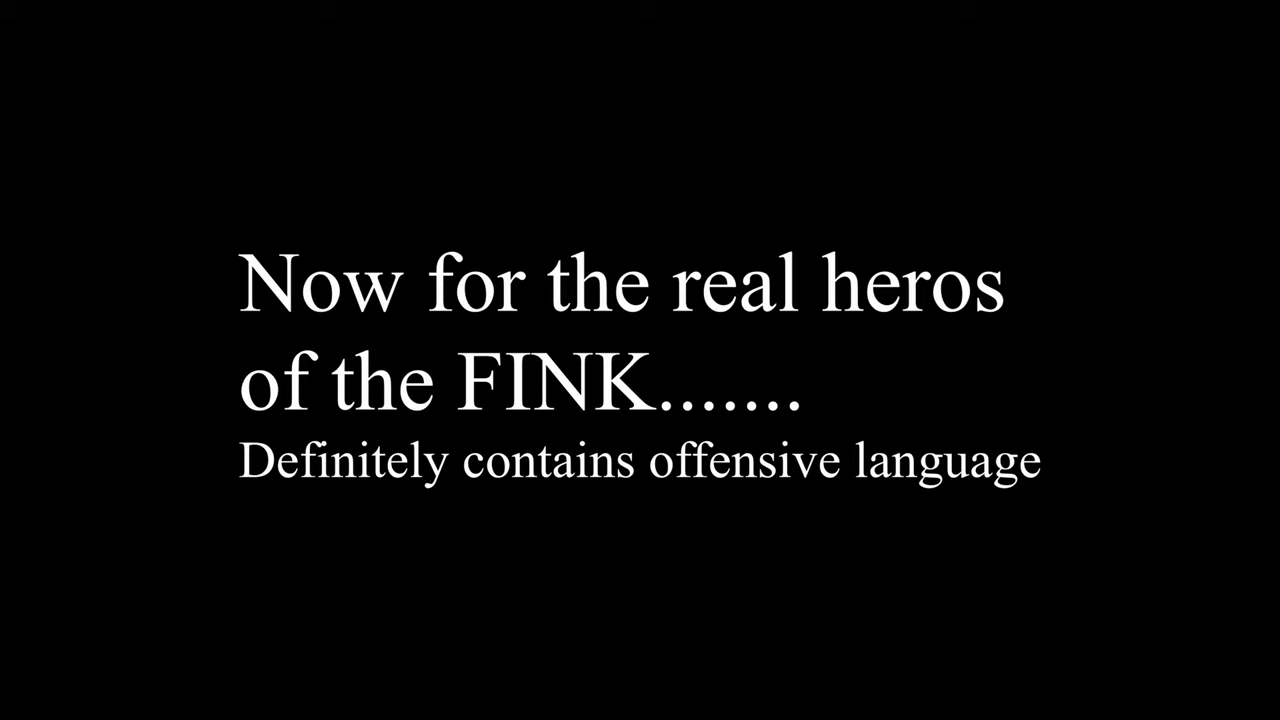 Now for the real heros
of the FINK.......
Definitely contains offensive language